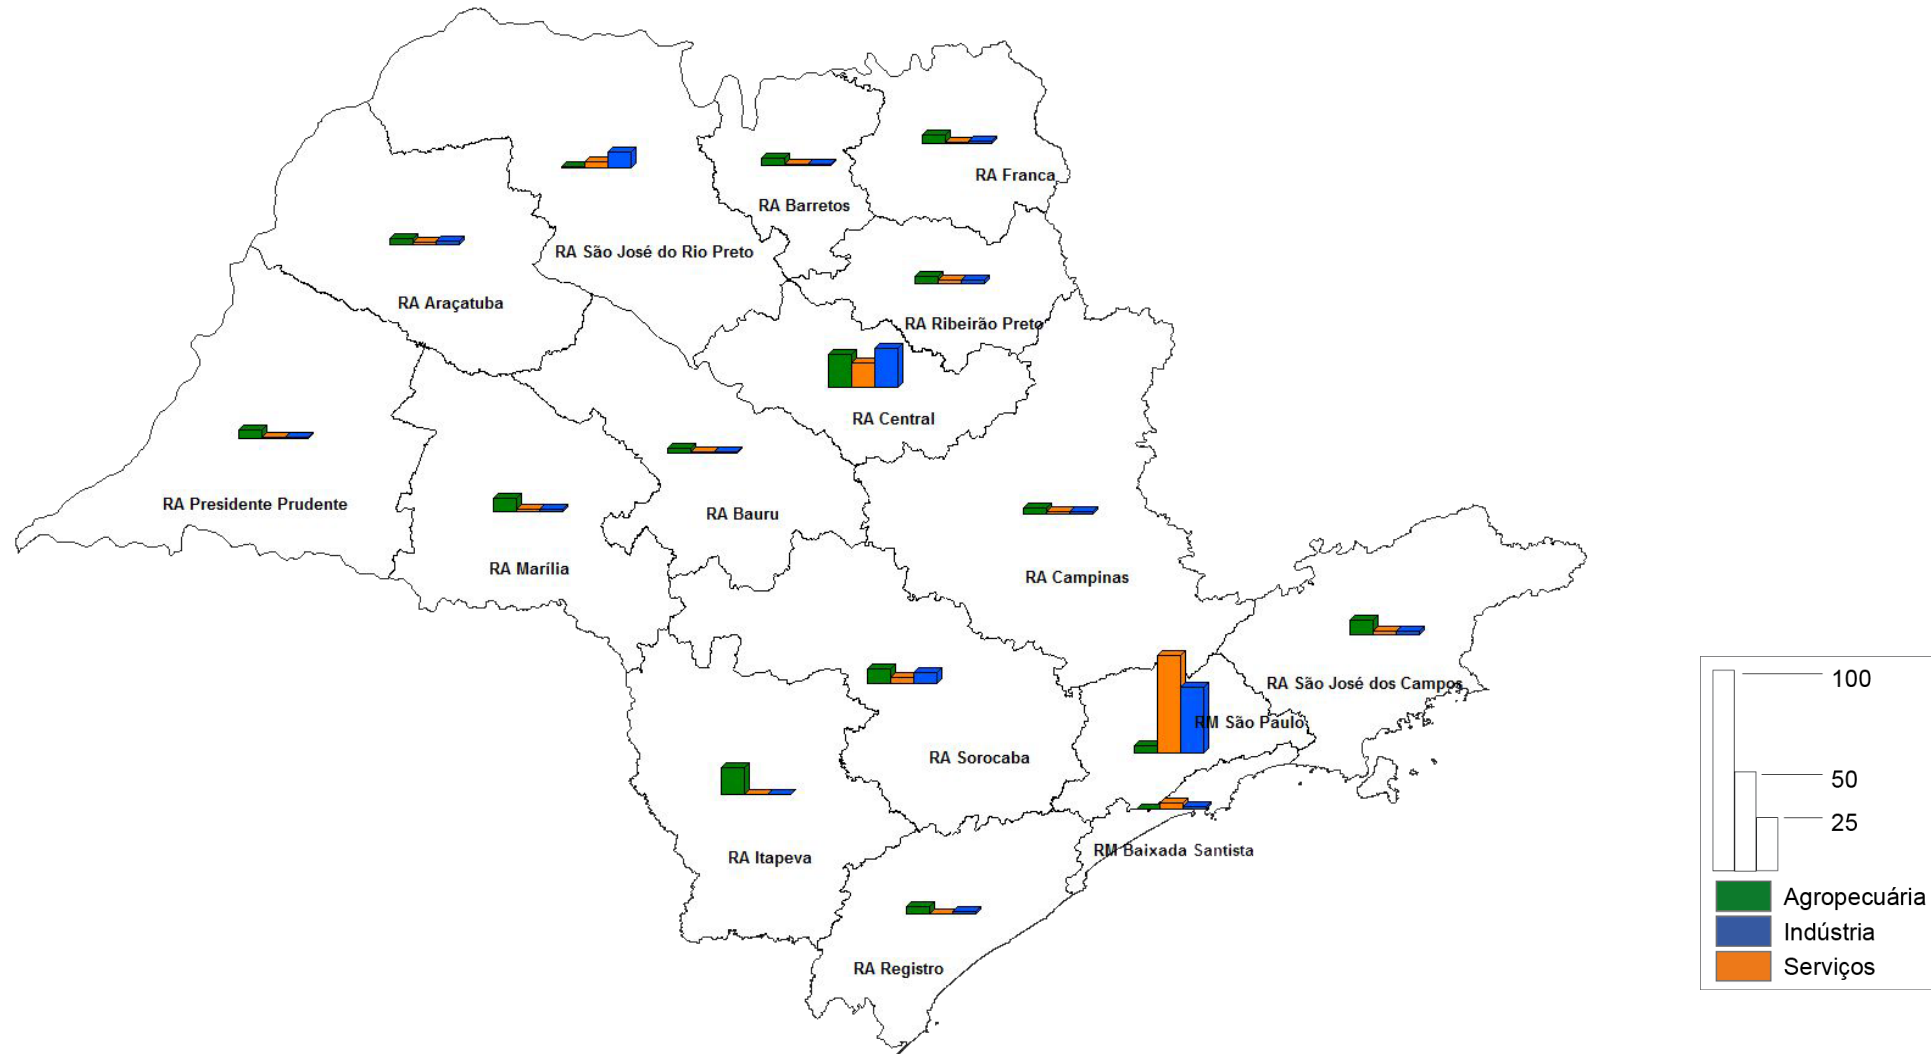 RA Franca
RA Barretos
RA São José do Rio Preto
RA Araçatuba
RA Ribeirão Preto
RA Central
RA Presidente Prudente
RA Bauru
RA Marília
RA Campinas
RA São José dos Campos
RM São Paulo
RA Sorocaba
RM Baixada Santista
RA Itapeva
RA Registro
100
50
25
Agropecuária
Indústria
Serviços